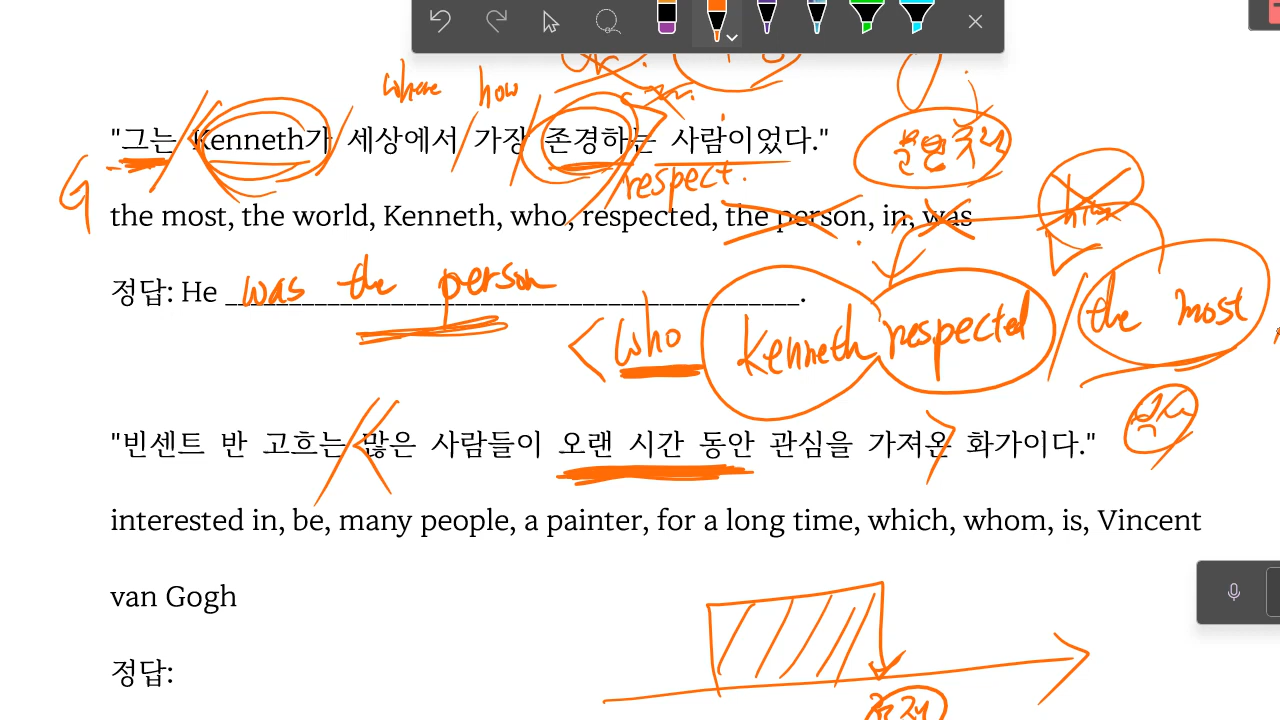 where how
"그는 Kenneth가 세상에서 가장 존경하는 사람이었다."
respect.
the most, the world, Kenneth, who, respected, the person, in, was
him
정답: He was the person.
who Kenneth respected the most
"빈센트 반 고흐는 많은 사람들이 오랜 시간 동안 관심을 가져온 화가이다."
interested in, be, many people, a painter, for a long time, which, whom, is, Vincent
van Gogh
정답: